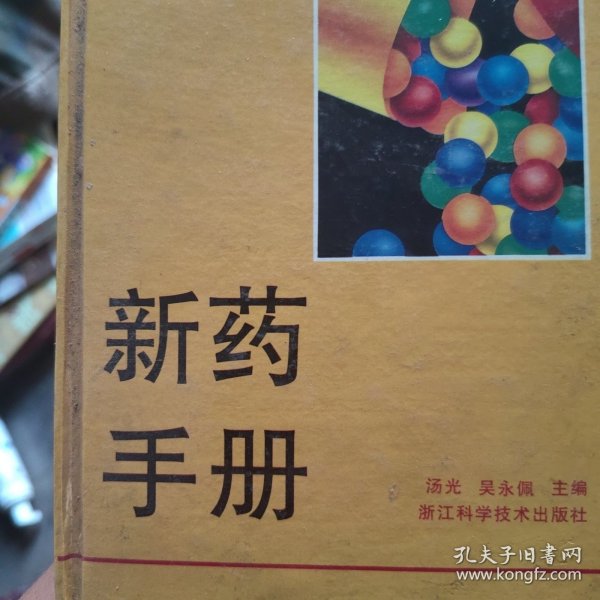 新药
手册
汤光 吴永佩 主编
浙江科学技术出版社
孔夫子旧书网
www.kongfz.com